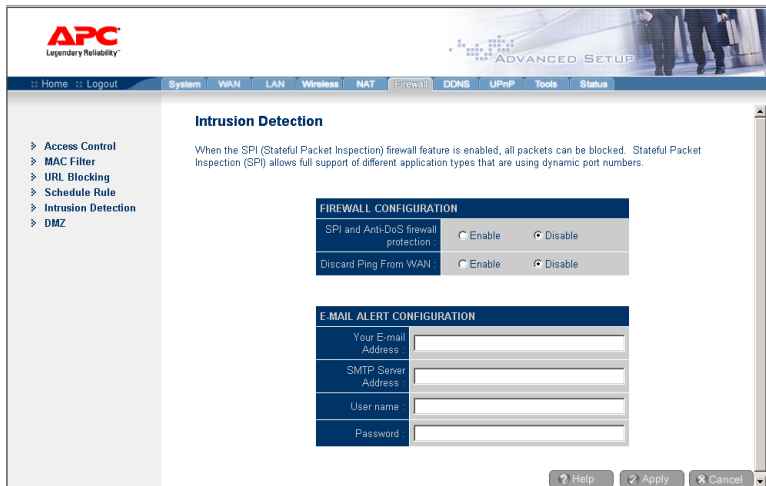 APC
Legendary Reliability™
ADVANCED SETUP
:: Home :: Logout
System WAN LAN Wireless NAT Firewall DDNS UPnP Tools Status
Access Control
MAC Filter
URL Blocking
Schedule Rule
Intrusion Detection
DMZ
Intrusion Detection
When the SPI (Stateful Packet Inspection) firewall feature is enabled, all packets can be blocked. Stateful Packet
Inspection (SPI) allows full support of different application types that are using dynamic port numbers.
FIREWALL CONFIGURATION
SPI and Anti-DoS firewall
protection : Enable Disable
Discard Ping From WAN : Enable Disable
E-MAIL ALERT CONFIGURATION
Your E-mail
Address :
SMTP Server
Address :
User name :
Password :
Help Apply Cancel